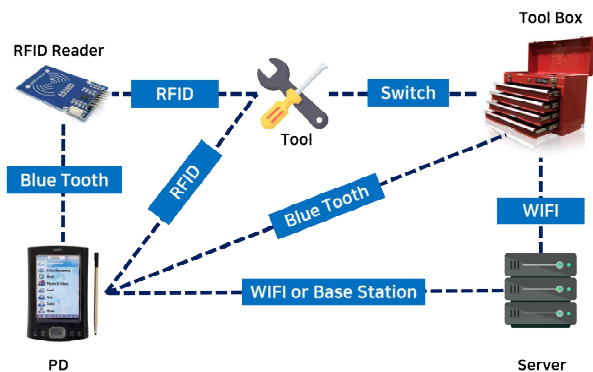 Tool Box
RFID Reader
RFID
Switch
Tool
Blue Tooth
RFID
Blue Tooth
WIFI
WIFI or Base Station
PD
Server